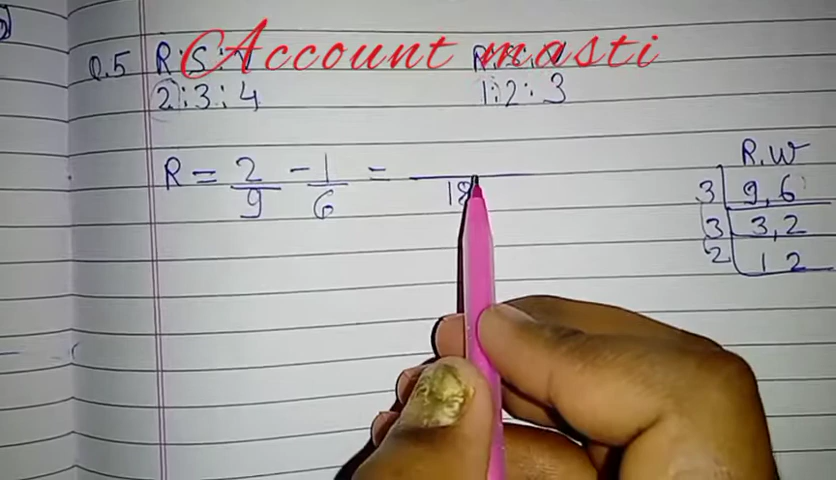 Account masti
Q.5 R:S:V R:S:V
2:3:4 1:2:3
R = 2/9 - 1/6 = /18
R.W
3 9, 6
3 3, 2
2 1 2